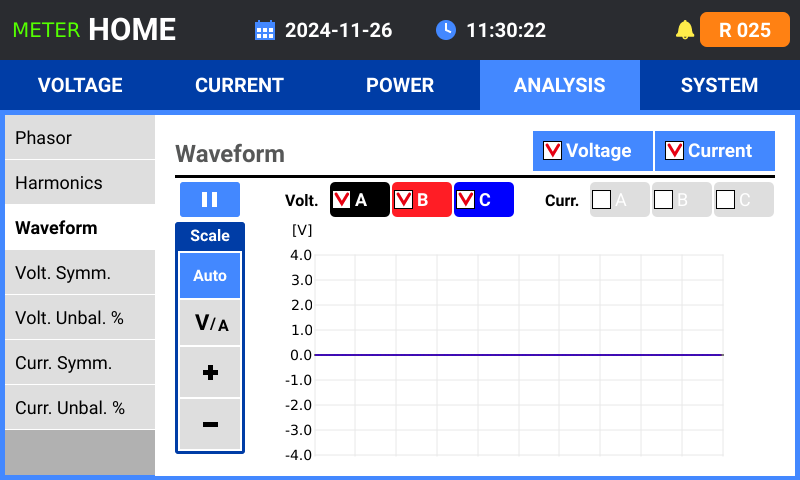 METER HOME 2024-11-26 11:30:22 R 025
VOLTAGE CURRENT POWER ANALYSIS SYSTEM
Phasor
Harmonics
Waveform
Volt. Symm.
Volt. Unbal. %
Curr. Symm.
Curr. Unbal. %
Waveform Voltage Current
Volt. A B C Curr. A B C
Scale
Auto
V/A
+
−
[V]
4.0
3.0
2.0
1.0
0.0
-1.0
-2.0
-3.0
-4.0